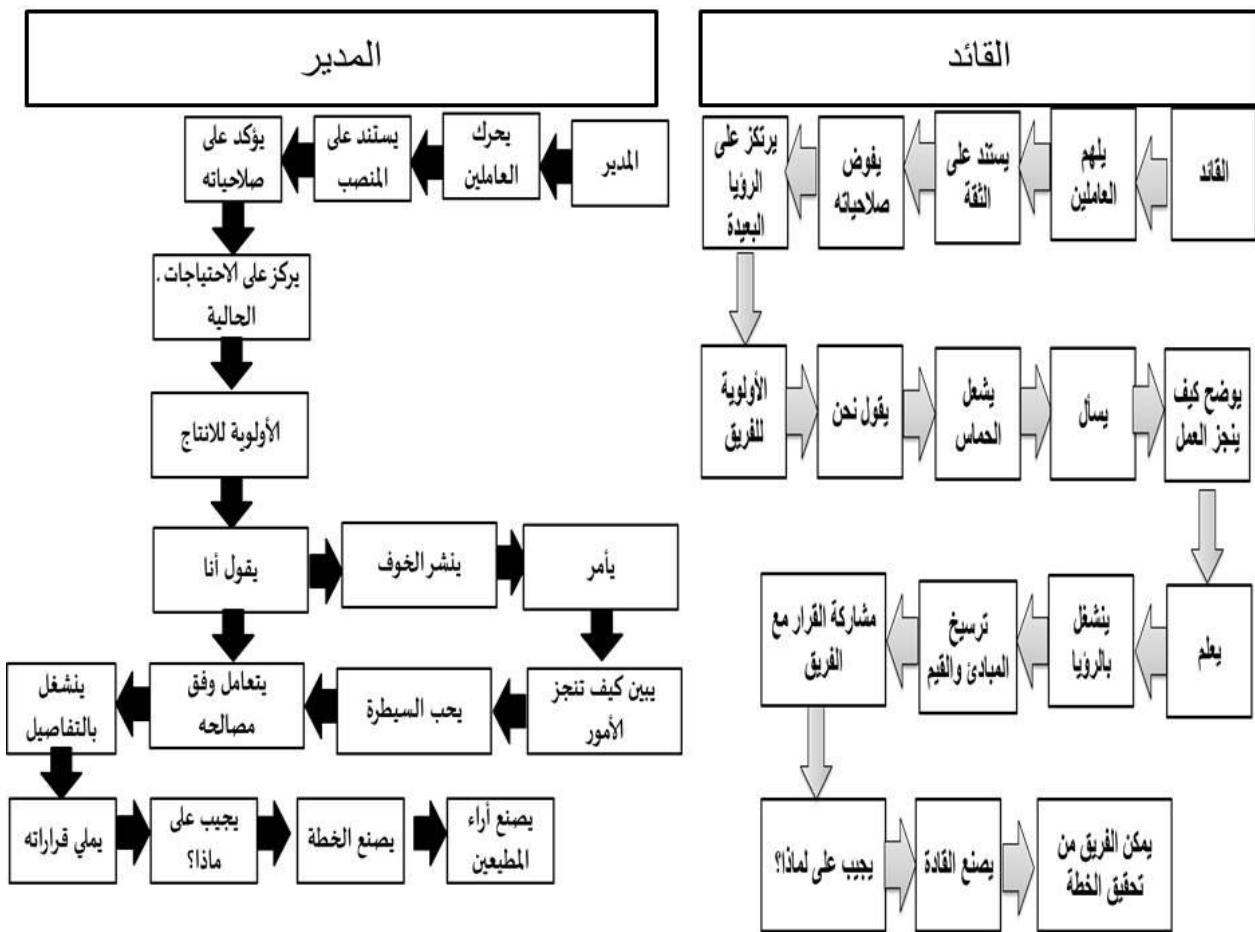 القائد
القائد
يلهم
العاملين
يستند على
الثقة
يفوض
صلاحياته
يرتكز على
الرؤيا
البعيدة
الأولوية
للفريق
يقول نحن
يشعل
الحماس
يسأل
يوضح كيف
ينجز العمل
يعلم
ينشغل
بالرؤيا
ترسيخ
المبادئ والقيم
مشاركة القرار مع
الفريق
يجيب على لماذا؟
يصنع القادة
يمكن الفريق من
تحقيق الخطة
المدير
المدير
يحرك
العاملين
يستند على
المنصب
يؤكد على
صلاحياته
يركز على الاحتياجات .
الحالية
الأولوية للانتاج
يقول أنا
ينشر الخوف
يأمر
يبين كيف تنجز
الأمور
يحب السيطرة
يتعامل وفق
مصالحه
ينشغل
بالتفاصيل
يملي قراراته
يجيب على
ماذا؟
يصنع الخطة
يصنع أراء
المطيعين